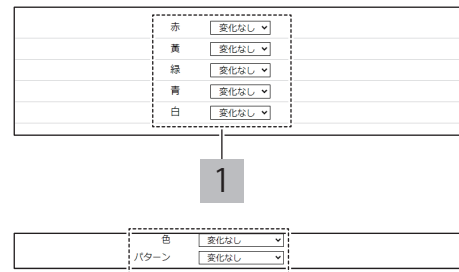 赤 変化なし
黄 変化なし
緑 変化なし
青 変化なし
白 変化なし
1
色 変化なし
パターン 変化なし